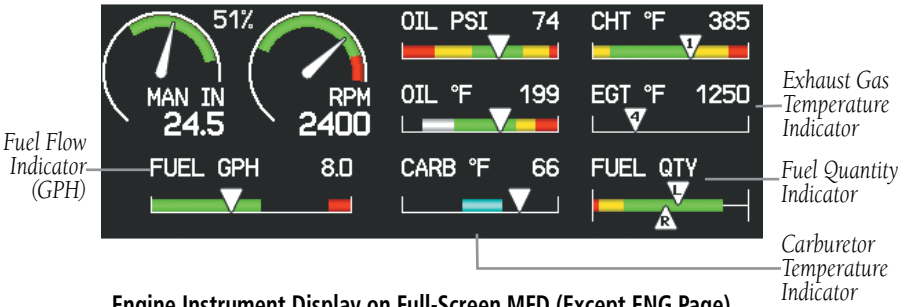 51%
MAN IN
24.5
RPM
2400
OIL PSI 74
CHT °F 385
1
OIL °F 199
EGT °F 1250
4
FUEL GPH 8.0
CARB °F 66
FUEL QTY
L
R
Fuel Flow
Indicator
(GPH)
Exhaust Gas
Temperature
Indicator
Fuel Quantity
Indicator
Carburetor
Temperature
Indicator
Engine Instrument Display on Full-Screen MFD (Except ENG Page)